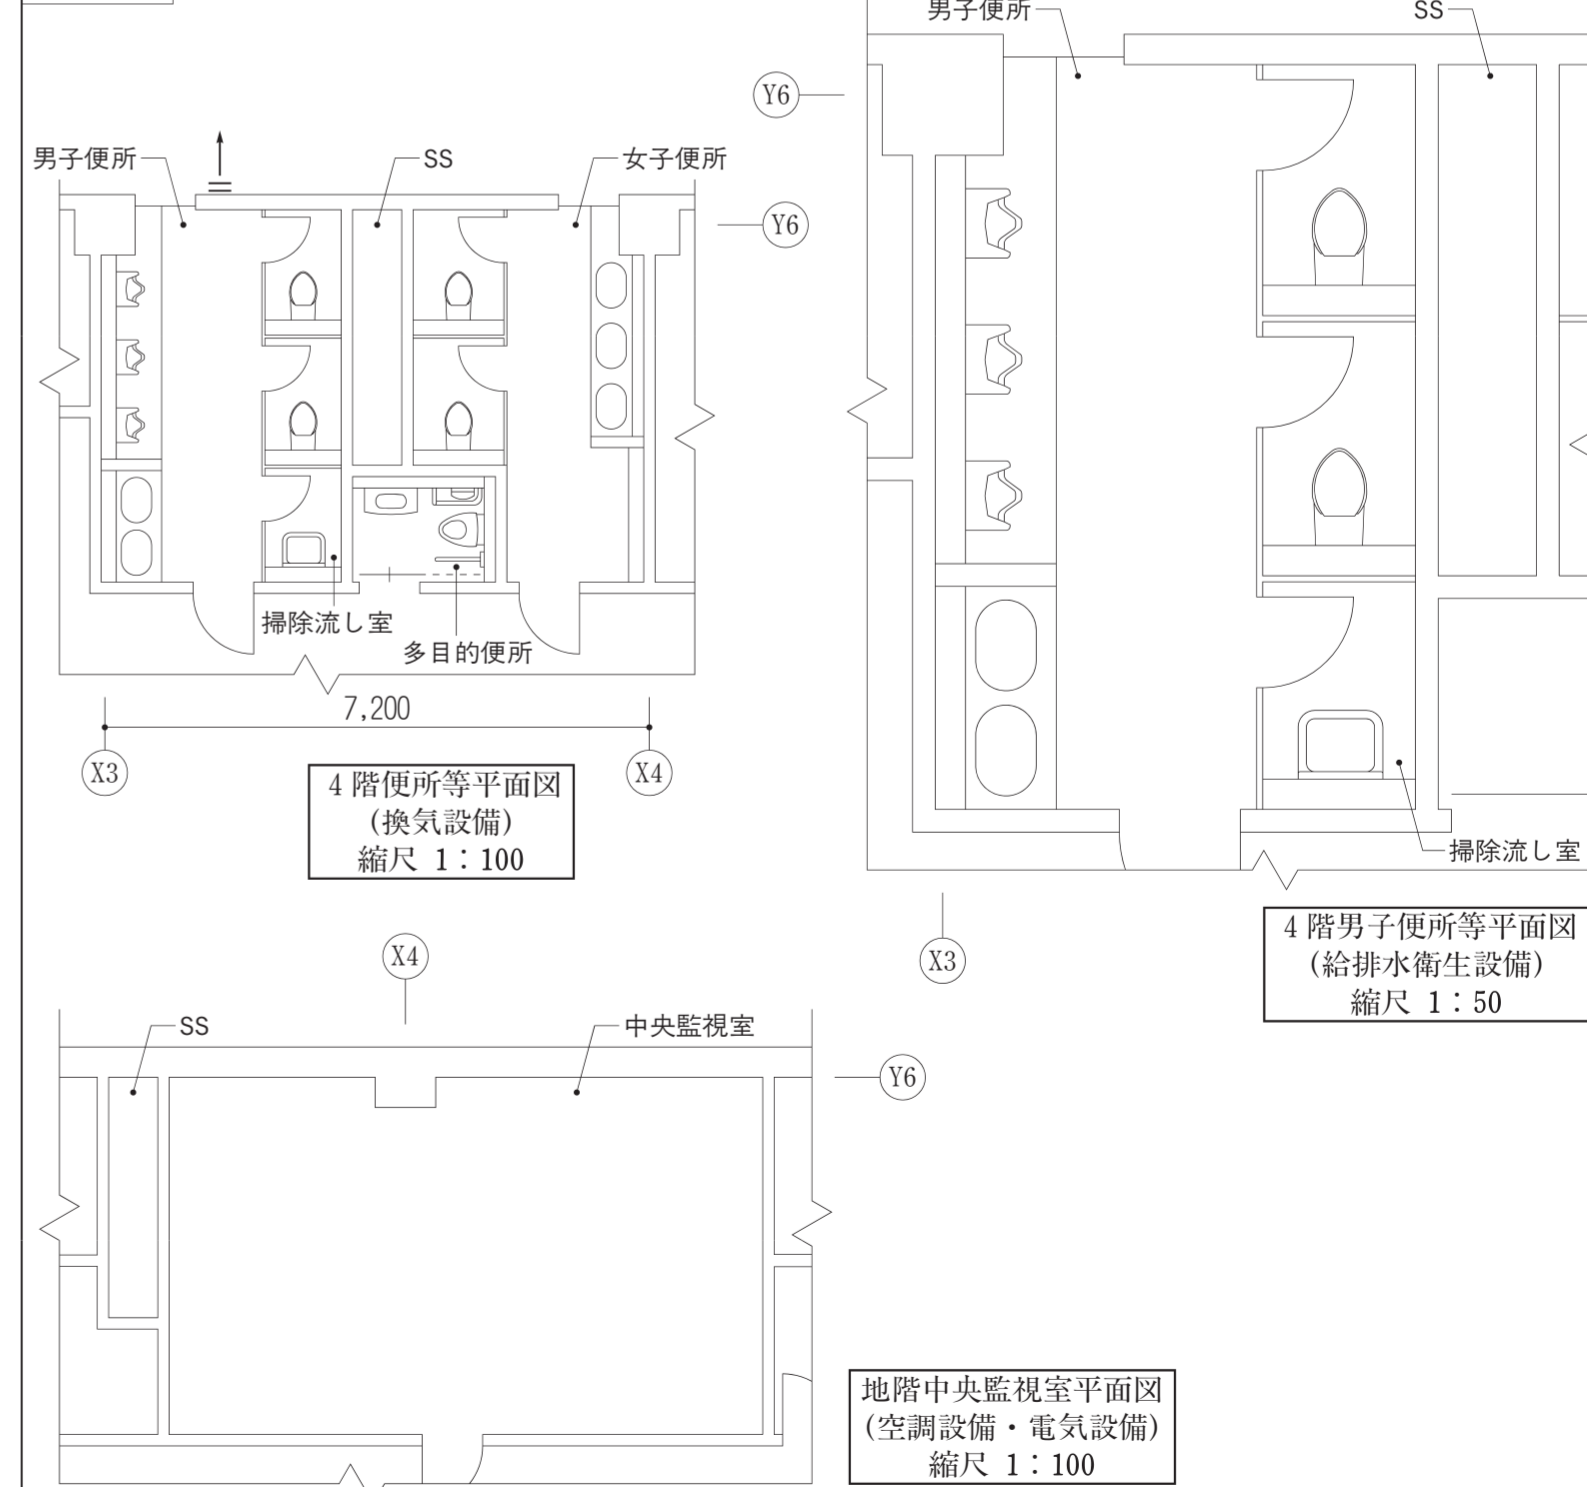 男子便所
SS
Y6
男子便所
SS
女子便所
Y6
掃除流し室
多目的便所
7,200
X3
X4
4階便所等平面図
(換気設備)
縮尺 1：100
掃除流し室
X3
4階男子便所等平面図
(給排水衛生設備)
縮尺 1：50
X4
SS
中央監視室
Y6
地階中央監視室平面図
(空調設備・電気設備)
縮尺 1：100